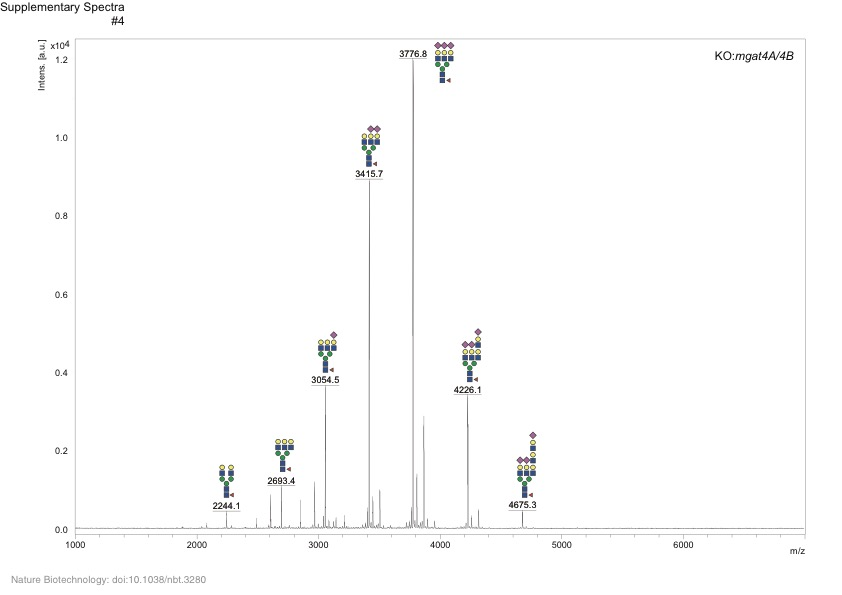 Supplementary Spectra
#4
Intens. [a.u.]
x10⁴
KO:mgat4A/4B
1.2
1.0
0.8
0.6
0.4
0.2
0.0
3776.8
3415.7
3054.5
4226.1
2693.4
2244.1
4675.3
1000 2000 3000 4000 5000 6000
m/z
Nature Biotechnology: doi:10.1038/nbt.3280